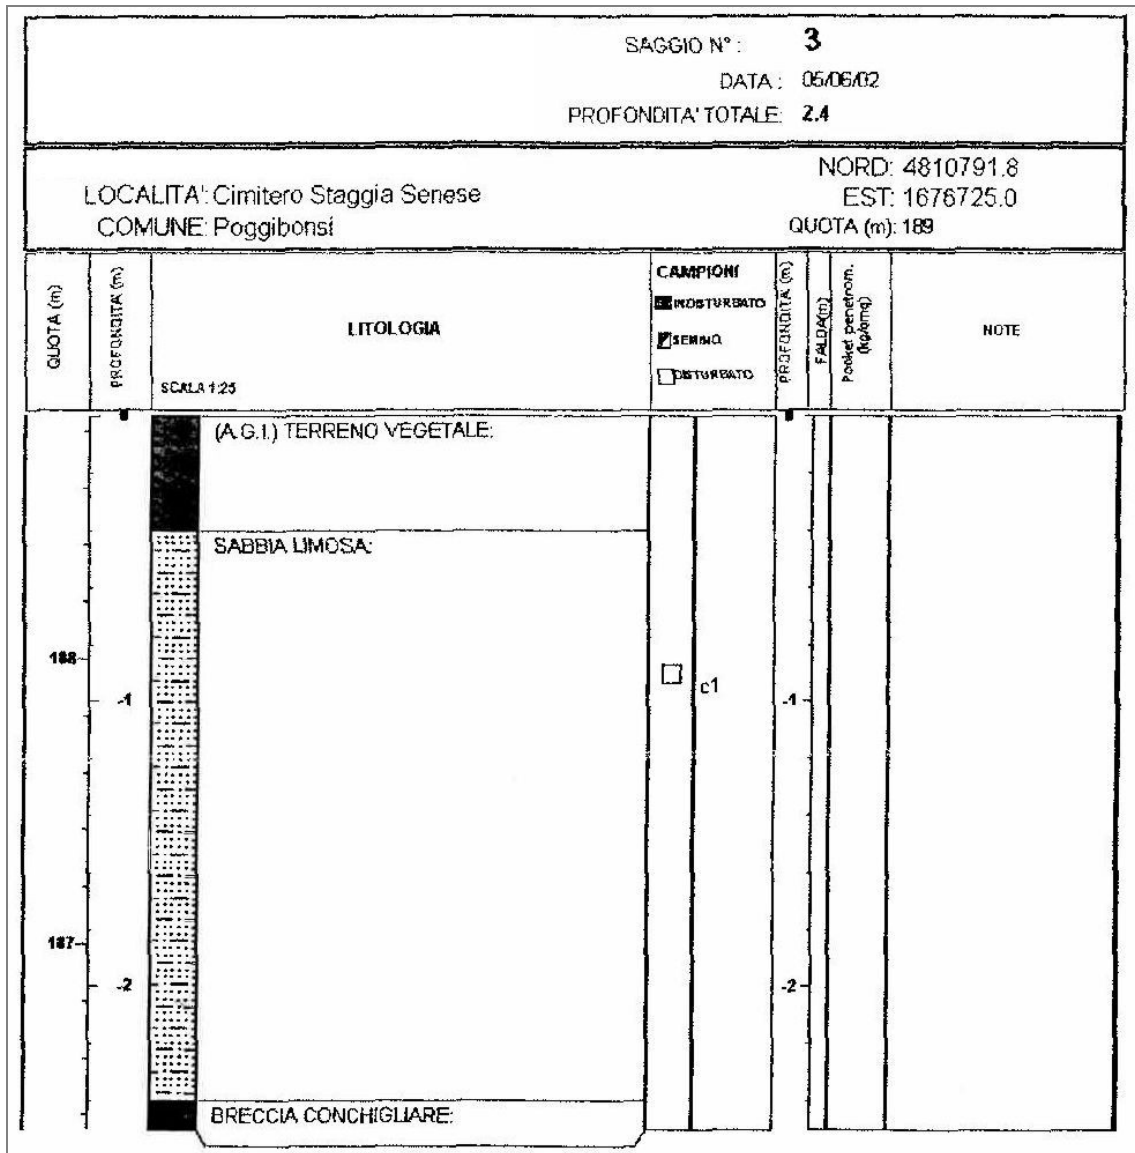 SAGGIO N° : 3
DATA : 05/06/02
PROFONDITA' TOTALE: 2.4
NORD: 4810791.8
LOCALITA': Cimitero Staggia Senese
EST: 1676725.0
COMUNE: Poggibonsi
QUOTA (m): 189
QUOTA (m)
PROFONDITA' (m)
LITOLOGIA
SCALA 1:25
CAMPIONI
INDISTURBATO
DISTURBATO
PROFONDITA' (m)
FALDA(m)
Pocket penetrom.
(kg/cmq)
NOTE
(A.G.I.) TERRENO VEGETALE:
SABBIA LIMOSA:
188
c1
-1
-1
187
-2
-2
BRECCIA CONCHIGLIARE: